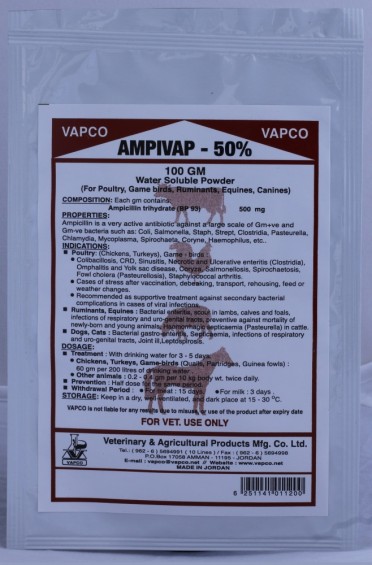 VAPCO VAPCO
AMPIVAP - 50%
100 GM
Water Soluble Powder
(For Poultry, Game birds, Ruminants, Equines, Canines)
COMPOSITION: Each gm contains:
Ampicillin trihydrate (BP 93) 500 mg
PROPERTIES:
Ampicillin is a very active antibiotic against a large scale of Gm+ve and
Gm-ve bacteria such as: Coli, Salmonella, Staph, Strept, Clostridia, Pasteurella,
Chlamydia, Mycoplasma, Spirochaeta, Coryne, Haemophilus, etc..
INDICATIONS:
• Poultry: (Chickens, Turkeys), Game - birds :
• Colibacillosis, CRD, Sinusitis, Necrotic and Ulcerative enteritis (Clostridia),
Omphalitis and Yolk sac disease, Coryza, Salmonellosis, Spirochaetosis,
Fowl cholera (Pasteurellosis), Staphylococcal arthritis.
• Cases of stress after vaccination, debeaking, transport, rehousing, feed or
weather changes.
• Recommended as supportive treatment against secondary bacterial
complications in cases of viral infections.
• Ruminants, Equines : Bacterial enteritis, scout in lambs, calves and foals,
infections of respiratory and uro-genital tracts, preventive against mortality of
newly-born and young animals, Hemorrhagic septicaemia (Pasteurella) in cattle.
• Dogs, Cats : Bacterial gastro-enteritis, Septicaemia, infections of respiratory
and uro-genital tracts, Joint ill, Leptospirosis.
DOSAGE:
• Treatment : With drinking water for 3 - 5 days.
• Chickens, Turkeys, Game-birds (Quails, Partridges, Guinea fowls) :
60 gm per 200 litres of drinking water.
• Other animals : 0.2 - 0.4 gm per 10 kg body wt. twice daily.
• Prevention : Half dose for the same period.
• Withdrawal Period : • For meat : 15 days. • For milk : 3 days .
STORAGE: Keep in a dry, well ventilated, and dark place at 15 - 30 °C.
VAPCO is not liable for any results due to misuse, or use of the product after expiry date
FOR VET. USE ONLY
VAPCO
Veterinary & Agricultural Products Mfg. Co. Ltd.
Tel : ( 962 - 6 ) 5694991 ( 10 Lines ) / Fax : ( 962 - 6 ) 5694998
P.O.Box 17058 AMMAN - 11195 - JORDAN
E-mail : vapco@vapco.net // Website : www.vapco.net
MADE IN JORDAN
6 251141 011200